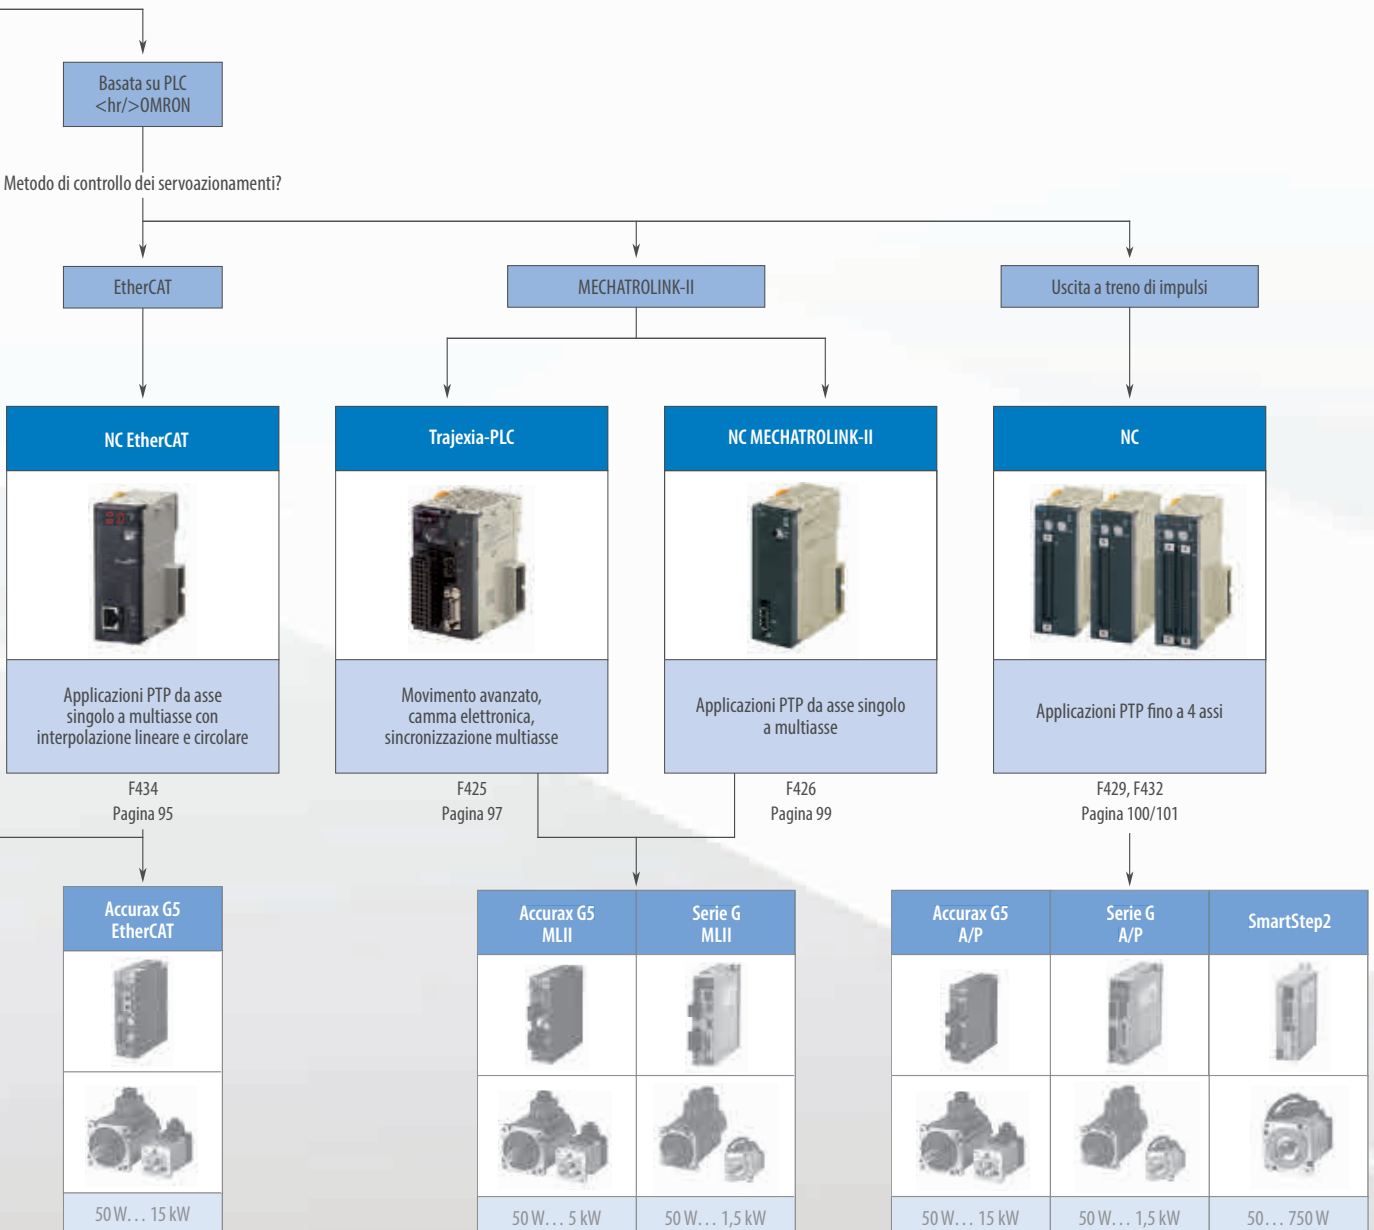 Basata su PLC
<hr/>OMRON
Metodo di controllo dei servoazionamenti?
EtherCAT
MECHATROLINK-II
Uscita a treno di impulsi
NC EtherCAT
Trajexia-PLC
NC MECHATROLINK-II
NC
Applicazioni PTP da asse
singolo a multiasse con
interpolazione lineare e circolare
Movimento avanzato,
camma elettronica,
sincronizzazione multiasse
Applicazioni PTP da asse singolo
a multiasse
Applicazioni PTP fino a 4 assi
F434
Pagina 95
F425
Pagina 97
F426
Pagina 99
F429, F432
Pagina 100/101
Accurax G5
EtherCAT
Accurax G5
MLII
Serie G
MLII
Accurax G5
A/P
Serie G
A/P
SmartStep2
50 W... 15 kW
50 W... 5 kW
50 W... 1,5 kW
50 W... 15 kW
50 W... 1,5 kW
50... 750 W